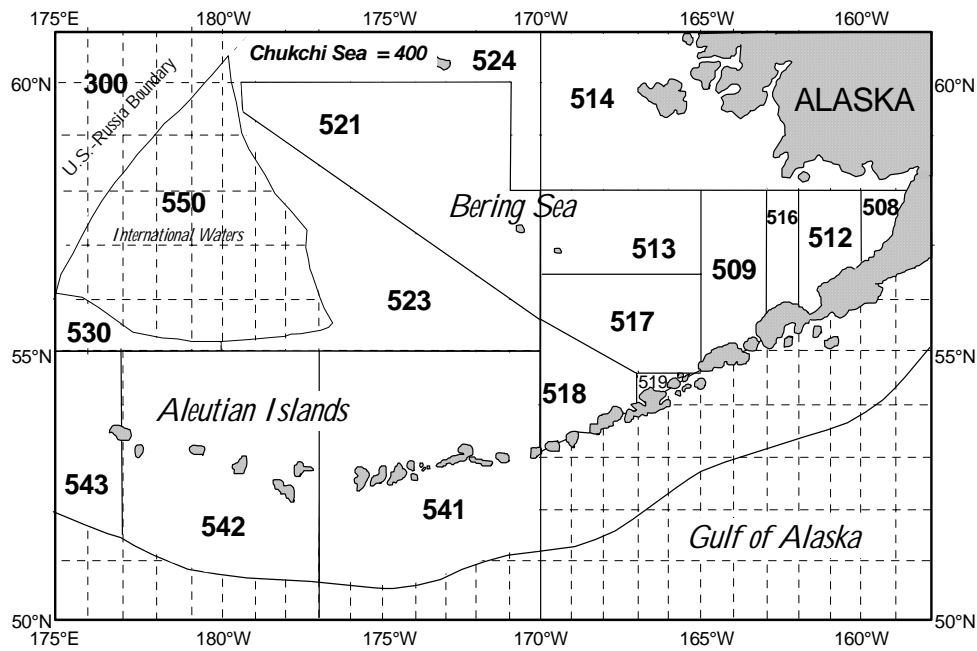 175°E 180°W 175°W 170°W 165°W 160°W
Chukchi Sea = 400
524
60°N
300
60°N
U.S.-Russia Boundary
514
ALASKA
521
550
International Waters
Bering Sea
508
516
512
513
509
523
517
530
55°N
55°N
519
518
Aleutian Islands
543
542
541
Gulf of Alaska
50°N
50°N
175°E 180°W 175°W 170°W 165°W 160°W